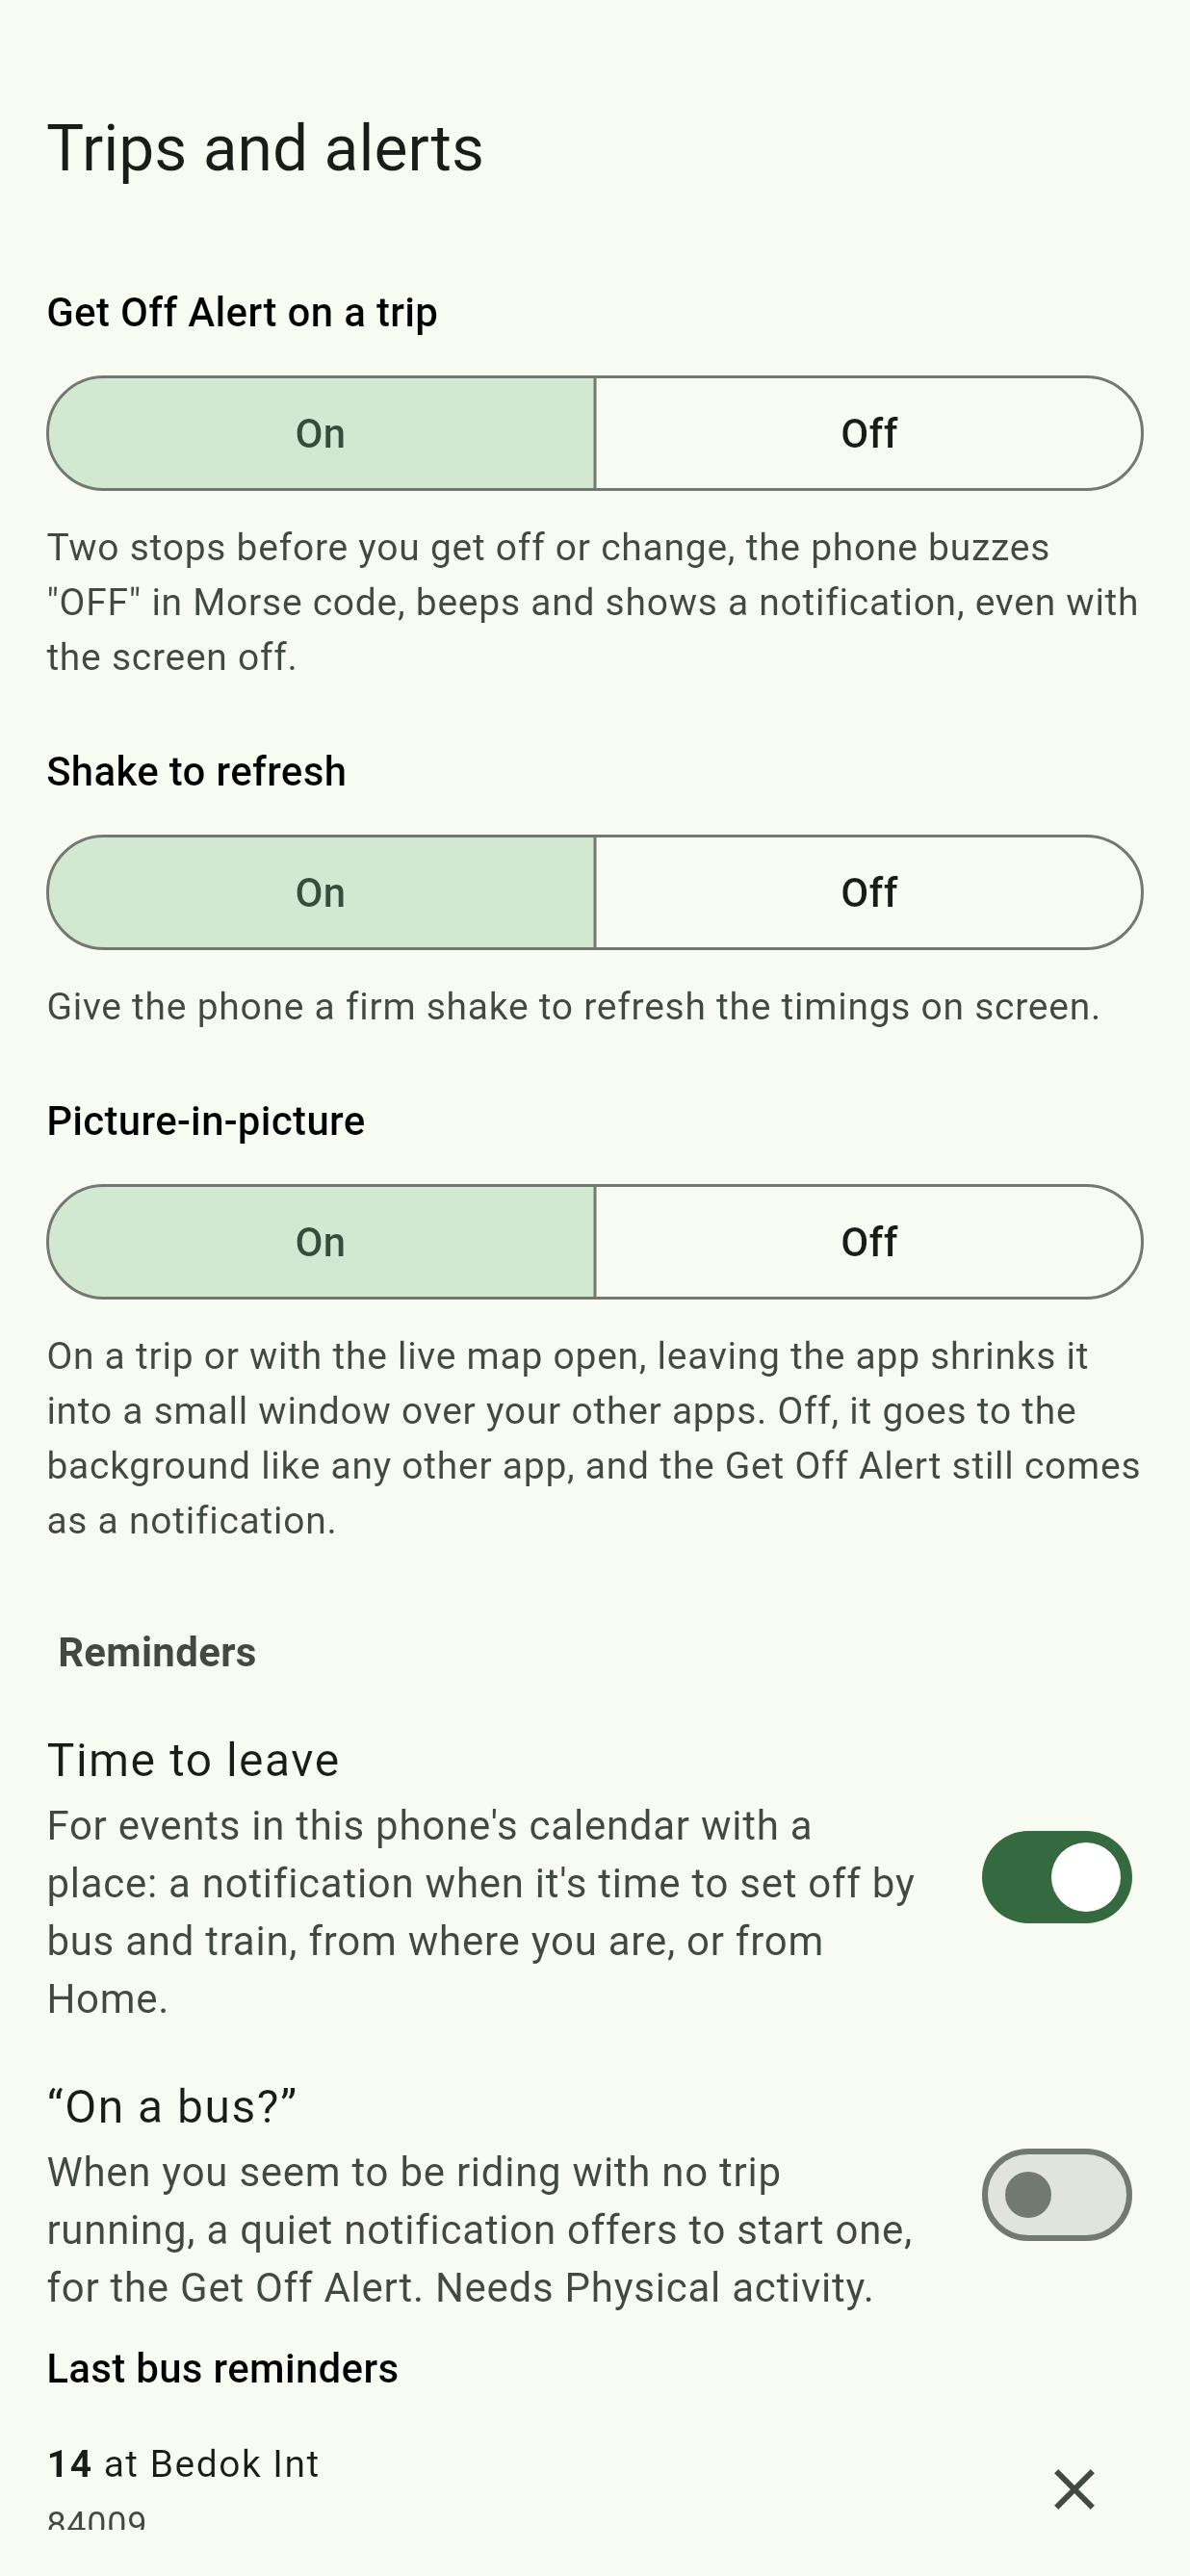 Trips and alerts
Get Off Alert on a trip
On
Off
Two stops before you get off or change, the phone buzzes
"OFF" in Morse code, beeps and shows a notification, even with
the screen off.
Shake to refresh
On
Off
Give the phone a firm shake to refresh the timings on screen.
Picture-in-picture
On
Off
On a trip or with the live map open, leaving the app shrinks it
into a small window over your other apps. Off, it goes to the
background like any other app, and the Get Off Alert still comes
as a notification.
Reminders
Time to leave
For events in this phone's calendar with a
place: a notification when it's time to set off by
bus and train, from where you are, or from
Home.
“On a bus?”
When you seem to be riding with no trip
running, a quiet notification offers to start one,
for the Get Off Alert. Needs Physical activity.
Last bus reminders
14 at Bedok Int
84009